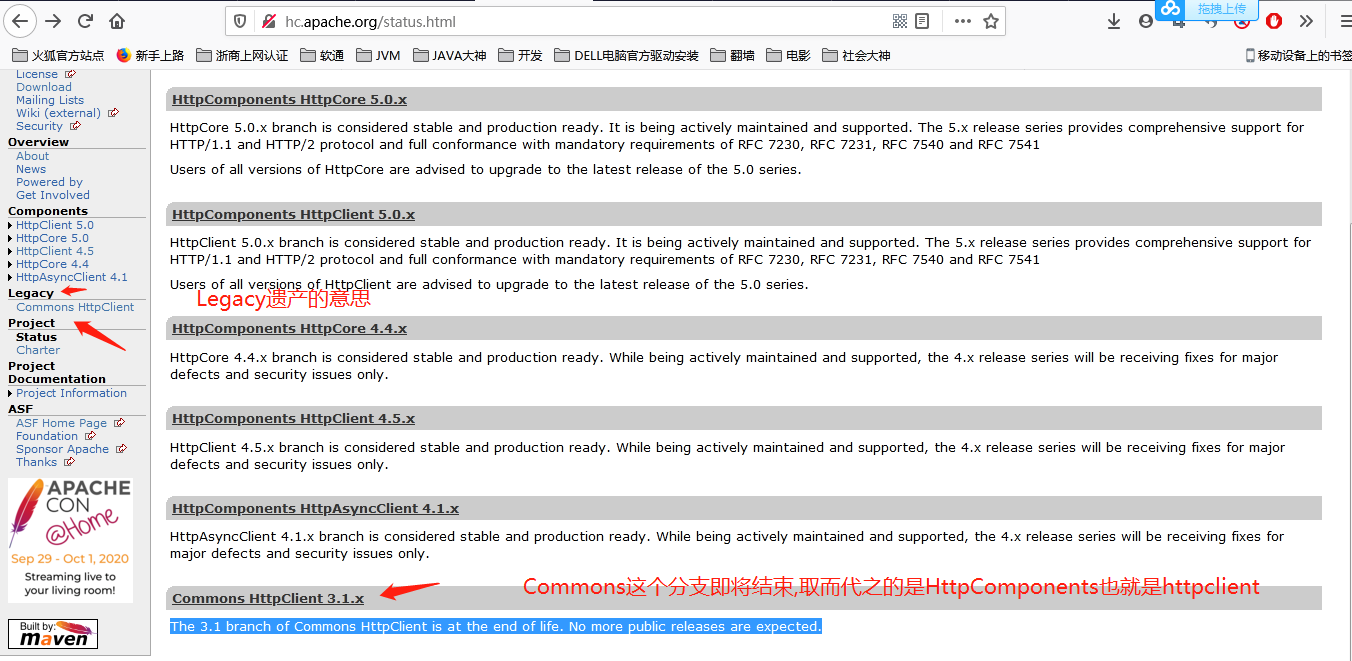 hc.apache.org/status.html
拖拽上传
火狐官方站点 新手上路 浙商上网认证 软通 JVM JAVA大神 开发 DELL电脑官方驱动安装 翻墙 电影 社会大神 移动设备上的书签
License
Download
Mailing Lists
Wiki (external)
Security
Overview
About
News
Powered by
Get Involved
Components
HttpClient 5.0
HttpCore 5.0
HttpClient 4.5
HttpCore 4.4
HttpAsyncClient 4.1
Legacy
Commons HttpClient
Project
Status
Charter
Project
Documentation
Project Information
ASF
ASF Home Page
Foundation
Sponsor Apache
Thanks
APACHE
CON
@Home
Sep 29 - Oct 1, 2020
Streaming live to
your living room!
Built by:
maven
HttpComponents HttpCore 5.0.x
HttpCore 5.0.x branch is considered stable and production ready. It is being actively maintained and supported. The 5.x release series provides comprehensive support for
HTTP/1.1 and HTTP/2 protocol and full conformance with mandatory requirements of RFC 7230, RFC 7231, RFC 7540 and RFC 7541
Users of all versions of HttpCore are advised to upgrade to the latest release of the 5.0 series.
HttpComponents HttpClient 5.0.x
HttpClient 5.0.x branch is considered stable and production ready. It is being actively maintained and supported. The 5.x release series provides comprehensive support for
HTTP/1.1 and HTTP/2 protocol and full conformance with mandatory requirements of RFC 7230, RFC 7231, RFC 7540 and RFC 7541
Users of all versions of HttpClient are advised to upgrade to the latest release of the 5.0 series.
Legacy遗产的意思
HttpComponents HttpCore 4.4.x
HttpCore 4.4.x branch is considered stable and production ready. While being actively maintained and supported, the 4.x release series will be receiving fixes for major
defects and security issues only.
HttpComponents HttpClient 4.5.x
HttpClient 4.5.x branch is considered stable and production ready. While being actively maintained and supported, the 4.x release series will be receiving fixes for major
defects and security issues only.
HttpComponents HttpAsyncClient 4.1.x
HttpAsyncClient 4.1.x branch is considered stable and production ready. While being actively maintained and supported, the 4.x release series will be receiving fixes for
major defects and security issues only.
Commons HttpClient 3.1.x
Commons这个分支即将结束,取而代之的是HttpComponents也就是httpclient
The 3.1 branch of Commons HttpClient is at the end of life. No more public releases are expected.